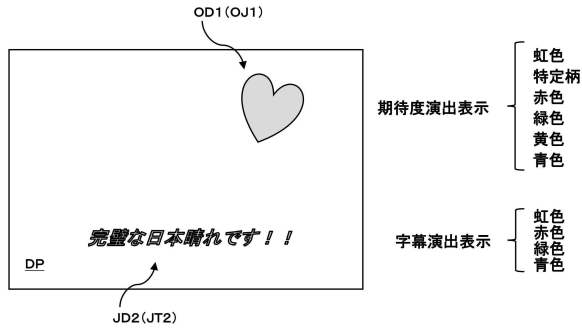 OD1(OJ1)
完璧な日本晴れです！！
DP
JD2(JT2)
期待度演出表示
虹色
特定柄
赤色
緑色
黄色
青色
字幕演出表示
虹色
赤色
緑色
青色